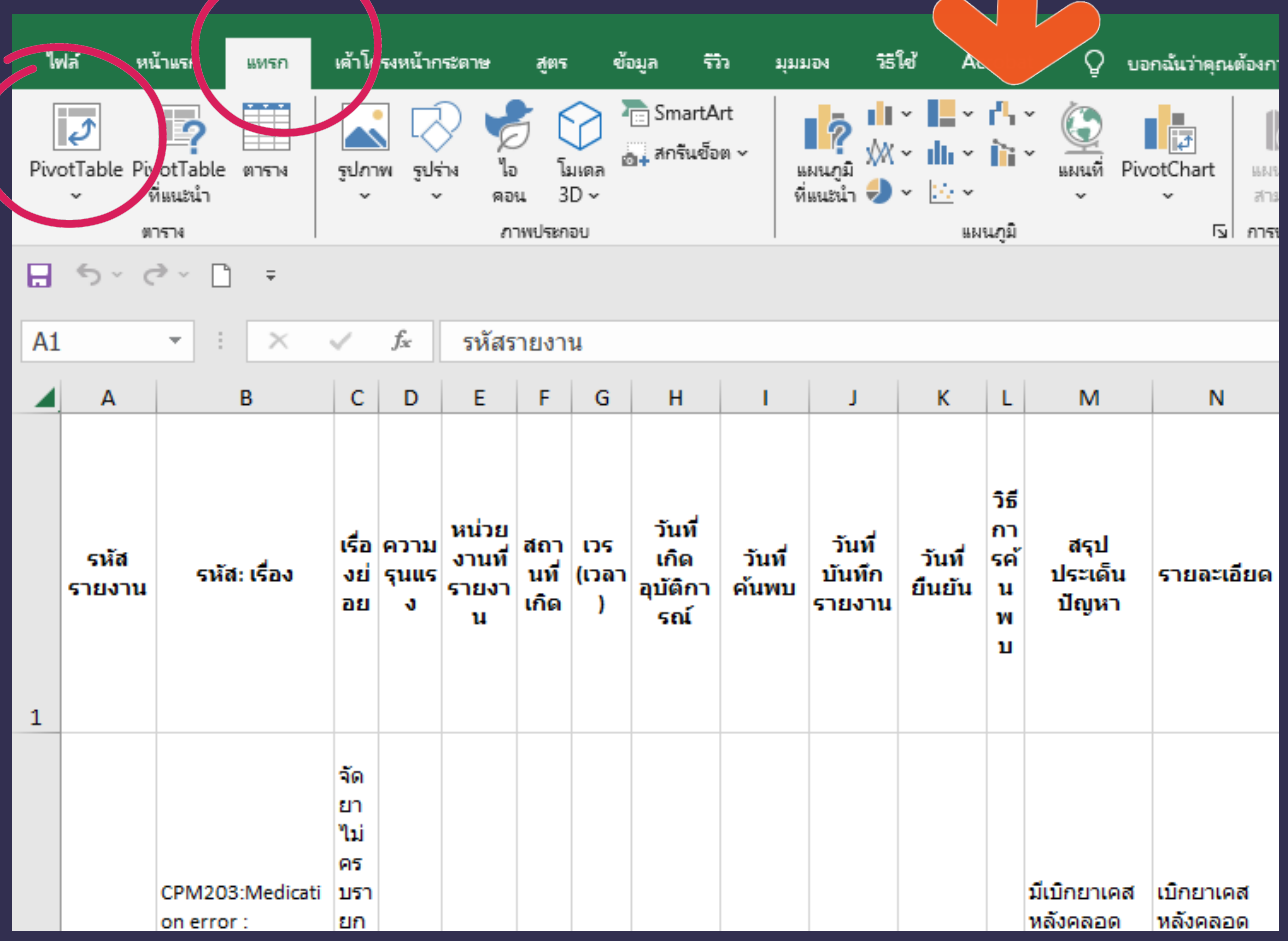 ไฟล์ หน้าแรก แทรก เค้าโครงหน้ากระดาษ สูตร ข้อมูล รีวิว มุมมอง วิธีใช้ บอกฉันว่าคุณต้องกา
PivotTable
PivotTable
ที่แนะนำ
ตาราง
ตาราง
รูปภาพ
รูปร่าง
ไอ
คอน
โมเดล
3D
SmartArt
สกรีนช็อต
ภาพประกอบ
แผนภูมิ
ที่แนะนำ
แผนที่
PivotChart
แผนภูมิ
A1
fx
รหัสรายงาน
A B C D E F G H I J K L M N
1
รหัส
รายงาน
รหัส: เรื่อง
เรื่อ
งย่
อย
ความ
รุนแร
ง
หน่วย
งานที่
รายงา
น
สถา
นที่
เกิด
เวร
(เวลา
)
วันที่
เกิด
อุบัติกา
รณ์
วันที่
ค้นพบ
วันที่
บันทึก
รายงาน
วันที่
ยืนยัน
วิธี
กา
รค้
น
พ
บ
สรุป
ประเด็น
ปัญหา
รายละเอียด
CPM203:Medicati
on error :
จัด
ยา
ไม่
คร
บรา
ยก
มีเบิกยาเคส
หลังคลอด
เบิกยาเคส
หลังคลอด